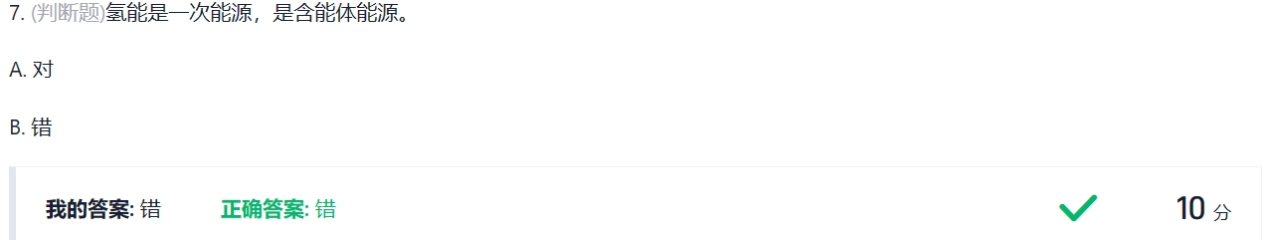 7. (判断题)氢能是一次能源，是含能体能源。
A. 对
B. 错
我的答案: 错 正确答案: 错 10 分